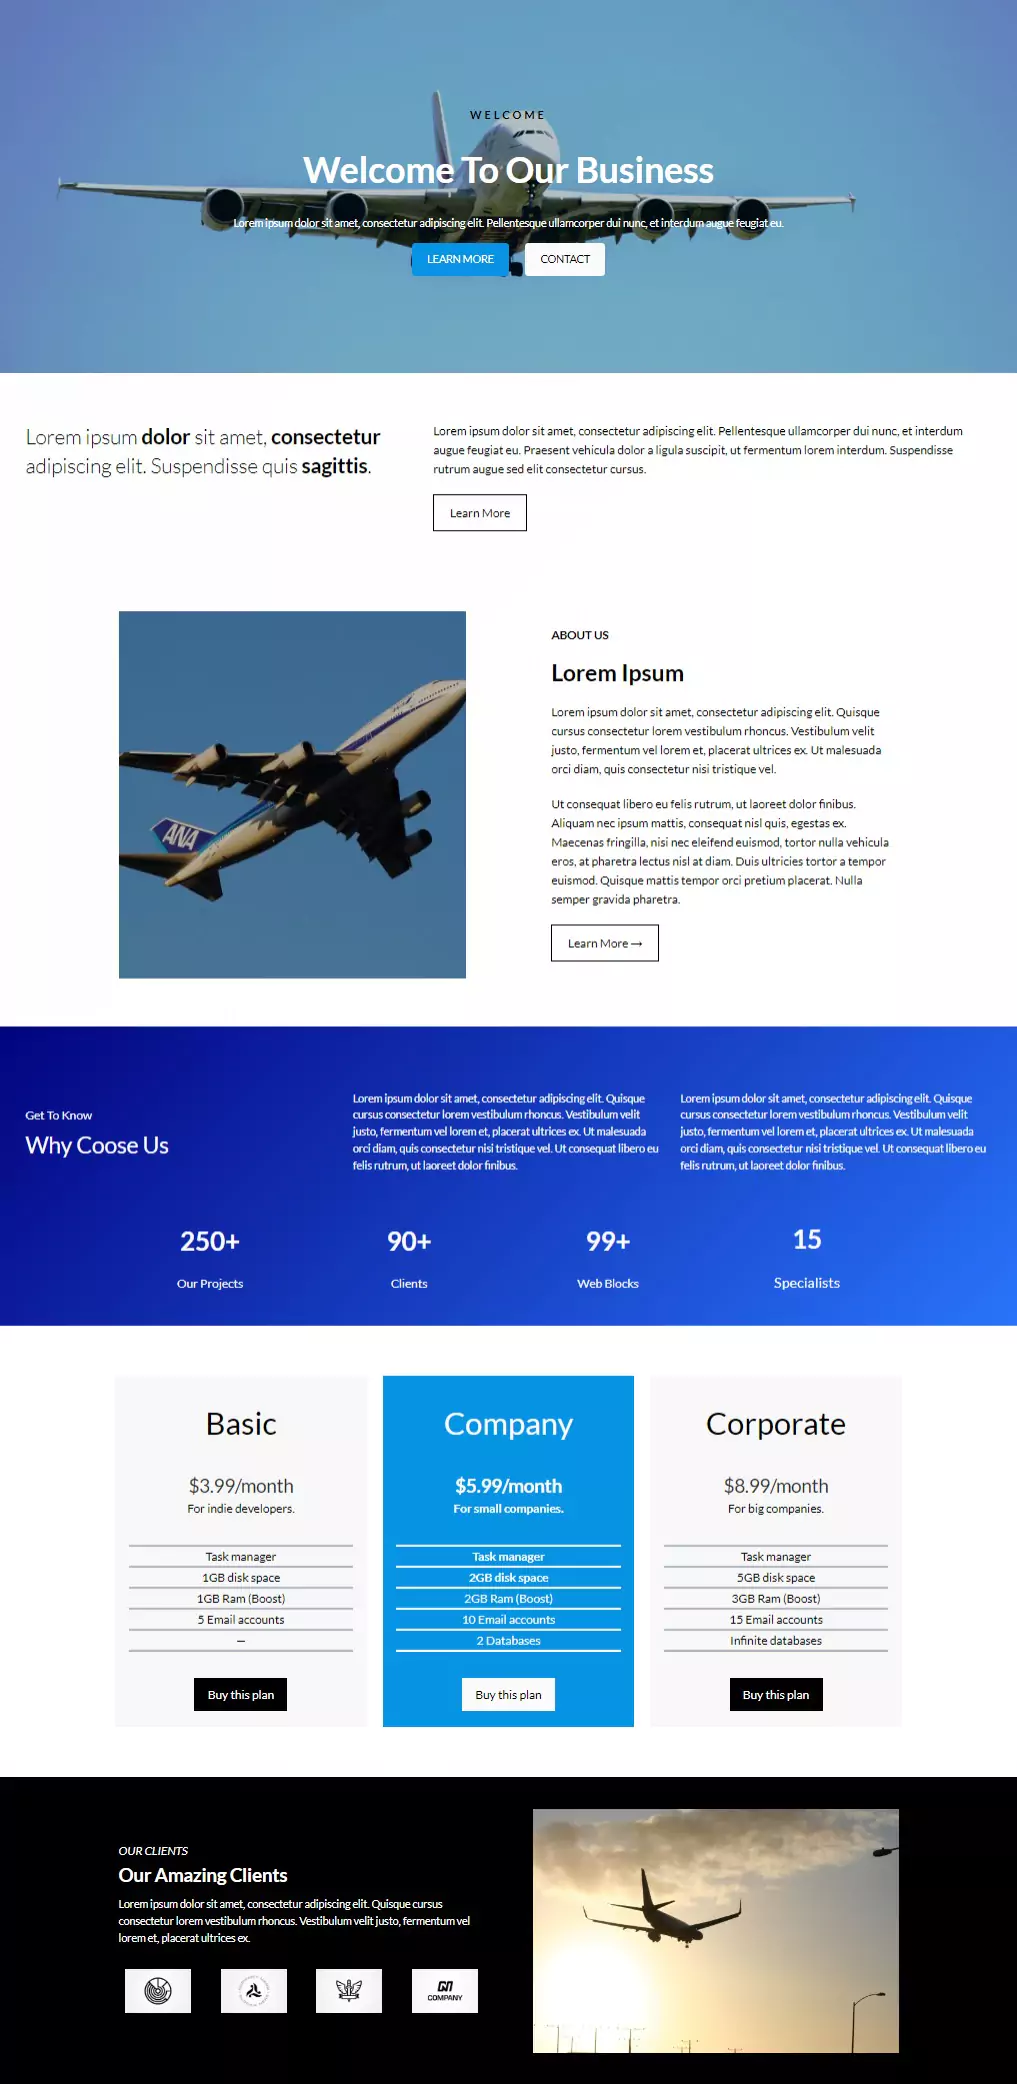 WELCOME
Welcome To Our Business
Lorem ipsum dolor sit amet, consectetur adipiscing elit. Pellentesque ullamcorper dui nunc, et interdum augue feugiat eu.
LEARN MORE
CONTACT
Lorem ipsum dolor sit amet, consectetur
adipiscing elit. Suspendisse quis sagittis.
Lorem ipsum dolor sit amet, consectetur adipiscing elit. Pellentesque ullamcorper dui nunc, et interdum
augue feugiat eu. Praesent vehicula dolor a ligula suscipit, ut fermentum lorem interdum. Suspendisse
rutrum augue sed elit consectetur cursus.
Learn More
ANA
ABOUT US
Lorem Ipsum
Lorem ipsum dolor sit amet, consectetur adipiscing elit. Quisque
cursus consectetur lorem vestibulum rhoncus. Vestibulum velit
justo, fermentum vel lorem et, placerat ultrices ex. Ut malesuada
orci diam, quis consectetur nisi tristique vel.
Ut consequat libero eu felis rutrum, ut laoreet dolor finibus.
Aliquam nec ipsum mattis, consequat nisl quis, egestas ex.
Maecenas fringilla, nisi nec eleifend euismod, tortor nulla vehicula
eros, at pharetra lectus nisl at diam. Duis ultricies tortor a tempor
euismod. Quisque mattis tempor orci pretium placerat. Nulla
semper gravida pharetra.
Learn More →
Get To Know
Why Coose Us
Lorem ipsum dolor sit amet, consectetur adipiscing elit. Quisque
cursus consectetur lorem vestibulum rhoncus. Vestibulum velit
justo, fermentum vel lorem et, placerat ultrices ex. Ut malesuada
orci diam, quis consectetur nisi tristique vel. Ut consequat libero eu
felis rutrum, ut laoreet dolor finibus.
Lorem ipsum dolor sit amet, consectetur adipiscing elit. Quisque
cursus consectetur lorem vestibulum rhoncus. Vestibulum velit
justo, fermentum vel lorem et, placerat ultrices ex. Ut malesuada
orci diam, quis consectetur nisi tristique vel. Ut consequat libero eu
felis rutrum, ut laoreet dolor finibus.
250+
Our Projects
90+
Clients
99+
Web Blocks
15
Specialists
Basic
$3.99/month
For indie developers.
Task manager
1GB disk space
1GB Ram (Boost)
5 Email accounts
—
Buy this plan
Company
$5.99/month
For small companies.
Task manager
2GB disk space
2GB Ram (Boost)
10 Email accounts
2 Databases
Buy this plan
Corporate
$8.99/month
For big companies.
Task manager
5GB disk space
3GB Ram (Boost)
15 Email accounts
Infinite databases
Buy this plan
OUR CLIENTS
Our Amazing Clients
Lorem ipsum dolor sit amet, consectetur adipiscing elit. Quisque cursus
consectetur lorem vestibulum rhoncus. Vestibulum velit justo, fermentum vel
lorem et, placerat ultrices ex.
COMPANY